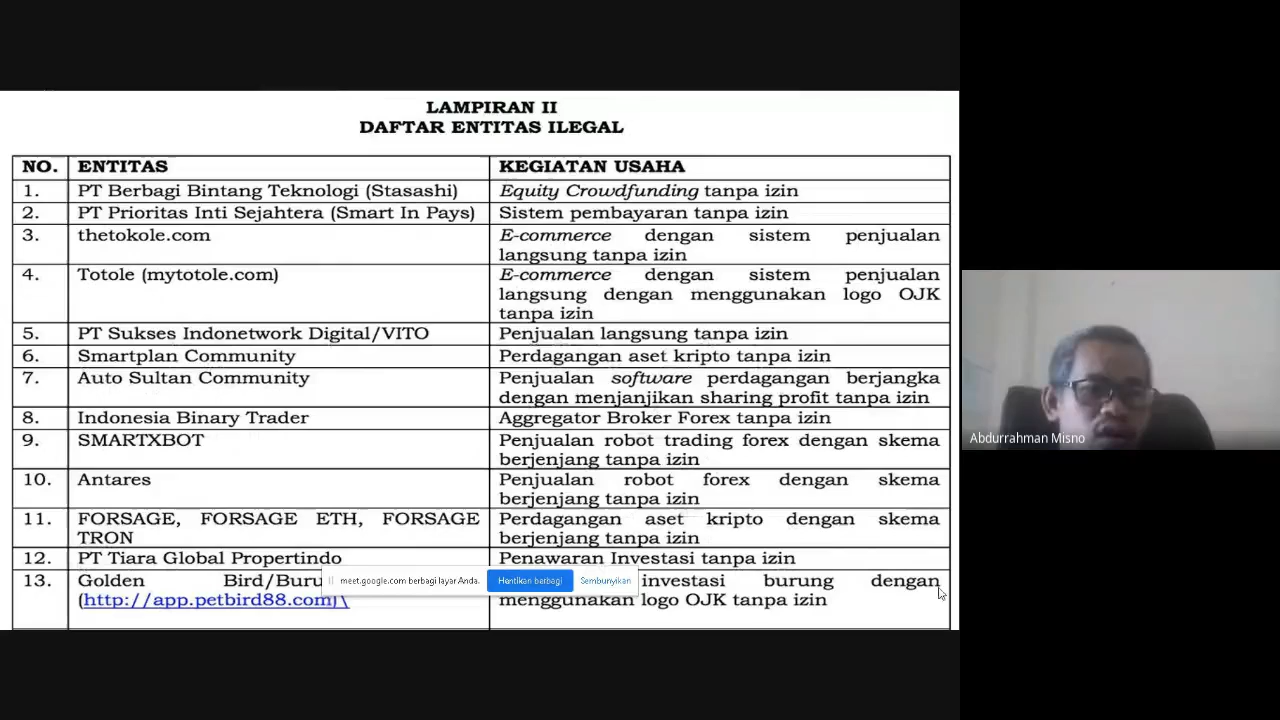 LAMPIRAN II
DAFTAR ENTITAS ILEGAL
NO. ENTITAS KEGIATAN USAHA
1. PT Berbagi Bintang Teknologi (Stasashi) Equity Crowdfunding tanpa izin
2. PT Prioritas Inti Sejahtera (Smart In Pays) Sistem pembayaran tanpa izin
3. thetokole.com E-commerce dengan sistem penjualan
langsung tanpa izin
4. Totole (mytotole.com) E-commerce dengan sistem penjualan
langsung dengan menggunakan logo OJK
tanpa izin
5. PT Sukses Indonetwork Digital/VITO Penjualan langsung tanpa izin
6. Smartplan Community Perdagangan aset kripto tanpa izin
7. Auto Sultan Community Penjualan software perdagangan berjangka
dengan menjanjikan sharing profit tanpa izin
8. Indonesia Binary Trader Aggregator Broker Forex tanpa izin
9. SMARTXBOT Penjualan robot trading forex dengan skema
berjenjang tanpa izin
10. Antares Penjualan robot forex dengan skema
berjenjang tanpa izin
11. FORSAGE, FORSAGE ETH, FORSAGE Perdagangan aset kripto dengan skema
TRON berjenjang tanpa izin
12. PT Tiara Global Propertindo Penawaran Investasi tanpa izin
13. Golden Bird/Buru investasi burung dengan
(http://app.petbird88.com)\ menggunakan logo OJK tanpa izin
meet.google.com berbagi layar Anda. Hentikan berbagi Sembunyikan
Abdurrahman Misno